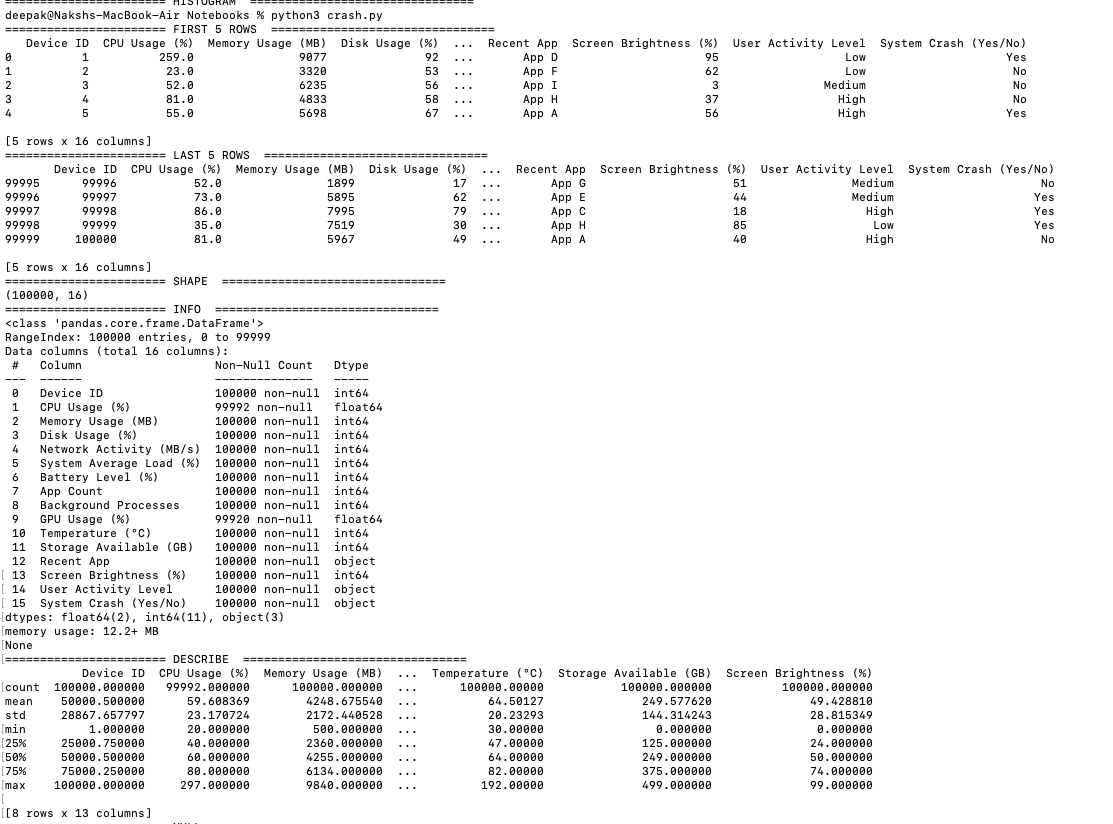 ======================= HISTOGRAM  ================================
deepak@Nakshs-MacBook-Air Notebooks % python3 crash.py
======================= FIRST 5 ROWS  ================================
   Device ID  CPU Usage (%)  Memory Usage (MB)  Disk Usage (%)  ...  Recent App  Screen Brightness (%)  User Activity Level  System Crash (Yes/No)
0          1          259.0               9077              92  ...       App D                     95                  Low                    Yes
1          2           23.0               3320              53  ...       App F                     62                  Low                     No
2          3           52.0               6235              56  ...       App I                      3               Medium                     No
3          4           81.0               4833              58  ...       App H                     37                 High                     No
4          5           55.0               5698              67  ...       App A                     56                 High                    Yes
[5 rows x 16 columns]
======================= LAST 5 ROWS  ================================
       Device ID  CPU Usage (%)  Memory Usage (MB)  Disk Usage (%)  ...  Recent App  Screen Brightness (%)  User Activity Level  System Crash (Yes/No)
99995      99996           52.0               1899              17  ...       App G                     51               Medium                     No
99996      99997           73.0               5895              62  ...       App E                     44               Medium                    Yes
99997      99998           86.0               7995              79  ...       App C                     18                 High                    Yes
99998      99999           35.0               7519              30  ...       App H                     85                  Low                    Yes
99999     100000           81.0               5967              49  ...       App A                     40                 High                     No
[5 rows x 16 columns]
======================= SHAPE  ================================
(100000, 16)
======================= INFO  ================================
<class 'pandas.core.frame.DataFrame'>
RangeIndex: 100000 entries, 0 to 99999
Data columns (total 16 columns):
 #   Column                   Non-Null Count   Dtype
---  ------                   --------------   -----
 0   Device ID                100000 non-null  int64
 1   CPU Usage (%)            99992 non-null   float64
 2   Memory Usage (MB)        100000 non-null  int64
 3   Disk Usage (%)           100000 non-null  int64
 4   Network Activity (MB/s)  100000 non-null  int64
 5   System Average Load (%)  100000 non-null  int64
 6   Battery Level (%)        100000 non-null  int64
 7   App Count                100000 non-null  int64
 8   Background Processes     100000 non-null  int64
 9   GPU Usage (%)            99920 non-null   float64
 10  Temperature (°C)         100000 non-null  int64
 11  Storage Available (GB)   100000 non-null  int64
 12  Recent App               100000 non-null  object
[ 13  Screen Brightness (%)    100000 non-null  int64
[ 14  User Activity Level      100000 non-null  object
[ 15  System Crash (Yes/No)    100000 non-null  object
[dtypes: float64(2), int64(11), object(3)
[memory usage: 12.2+ MB
[None
[======================= DESCRIBE  ================================
           Device ID  CPU Usage (%)  Memory Usage (MB)  ...  Temperature (°C)  Storage Available (GB)  Screen Brightness (%)
[count  100000.000000   99992.000000      100000.000000  ...      100000.00000           100000.000000          100000.000000
mean    50000.500000      59.608369        4248.675540  ...          64.50127              249.577620              49.428810
std     28867.657797      23.170724        2172.440528  ...          20.23293              144.314243              28.815349
[min         1.000000      20.000000         500.000000  ...          30.00000                0.000000               0.000000
[25%     25000.750000      40.000000        2360.000000  ...          47.00000              125.000000              24.000000
[50%     50000.500000      60.000000        4255.000000  ...          64.00000              249.000000              50.000000
[75%     75000.250000      80.000000        6134.000000  ...          82.00000              375.000000              74.000000
[max    100000.000000     297.000000        9840.000000  ...         192.00000              499.000000              99.000000
[
[[8 rows x 13 columns]